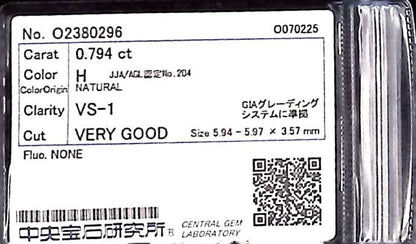 No. O2380296 O070225
Carat 0.794 ct
Color H JJA/AGL認定No.204
ColorOrigin NATURAL
Clarity VS-1 GIAグレーディング
システムに準拠
Cut VERY GOOD Size 5.94 - 5.97 × 3.57 mm
Fluo. NONE
中央宝石研究所® CENTRAL GEM
LABORATORY